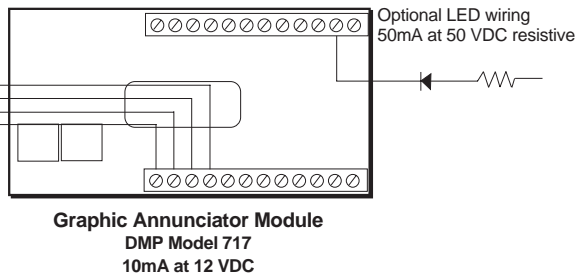 Optional LED wiring
50mA at 50 VDC resistive
Graphic Annunciator Module
DMP Model 717
10mA at 12 VDC